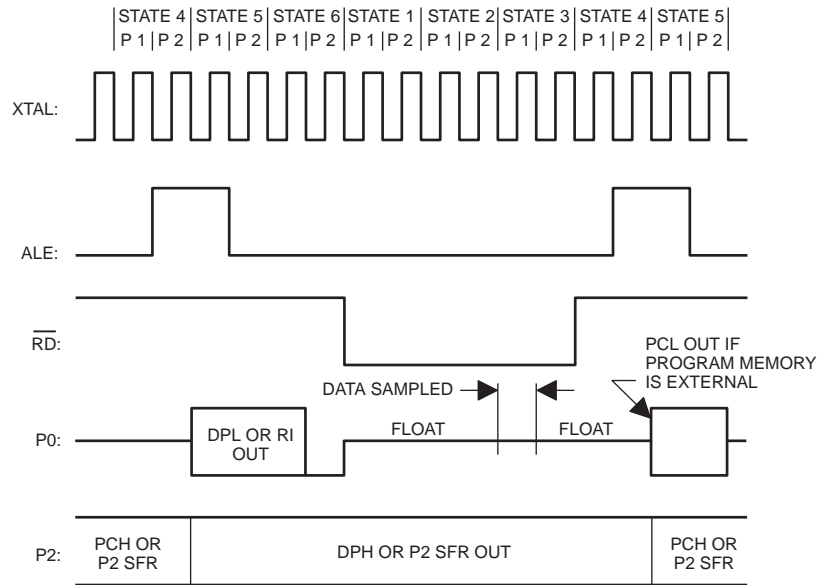 STATE 4 STATE 5 STATE 6 STATE 1 STATE 2 STATE 3 STATE 4 STATE 5
P 1 P 2 P 1 P 2 P 1 P 2 P 1 P 2 P 1 P 2 P 1 P 2 P 1 P 2 P 1 P 2
XTAL:
ALE:
RD:
PCL OUT IF
PROGRAM MEMORY
IS EXTERNAL
DATA SAMPLED
P0:
DPL OR RI
OUT
FLOAT
FLOAT
P2:
PCH OR
P2 SFR
DPH OR P2 SFR OUT
PCH OR
P2 SFR